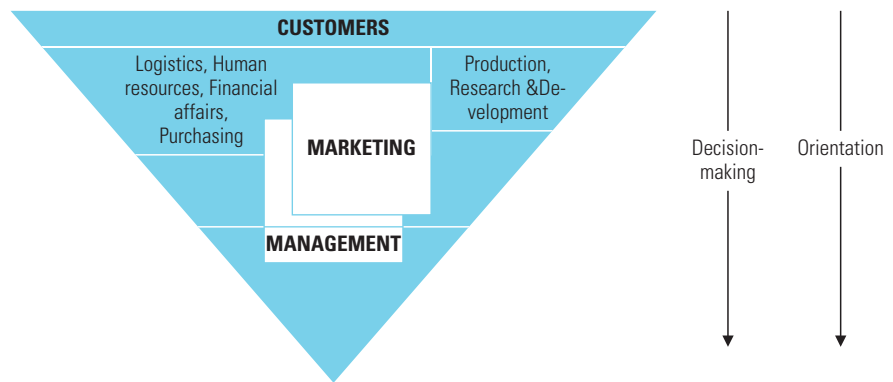 CUSTOMERS
Logistics, Human
resources, Financial
affairs,
Purchasing
Production,
Research &De-
velopment
MARKETING
MANAGEMENT
Decision-
making
Orientation